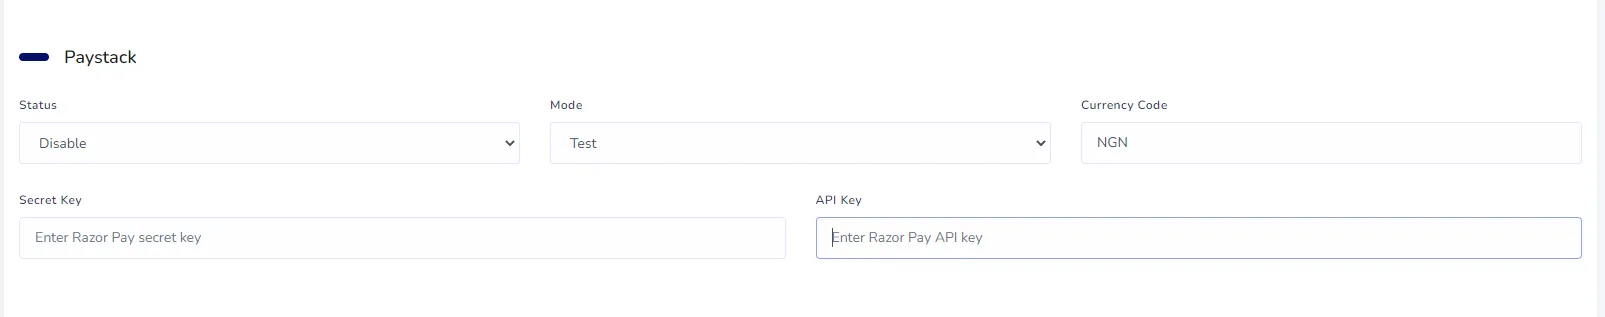 Paystack
Status
Mode
Currency Code
Disable
Test
NGN
Secret Key
API Key
Enter Razor Pay secret key
Enter Razor Pay API key